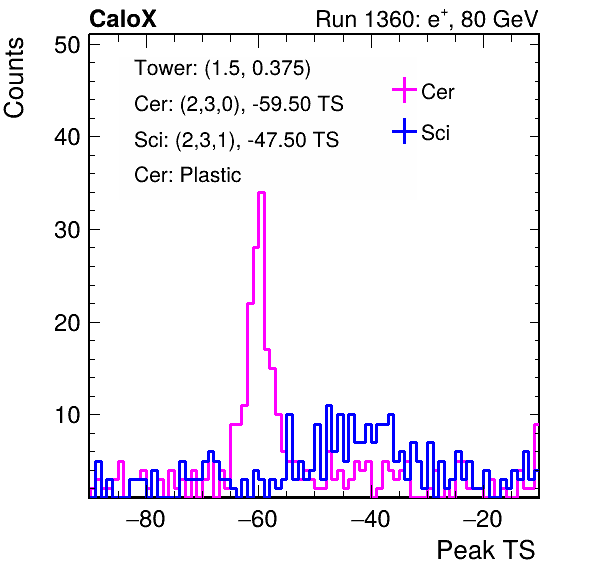 CaloX Run 1360: e⁺, 80 GeV
Counts
50
Tower: (1.5, 0.375)
Cer: (2,3,0), -59.50 TS
Sci: (2,3,1), -47.50 TS
Cer: Plastic
Cer
Sci
40
30
20
10
−80 −60 −40 −20
Peak TS